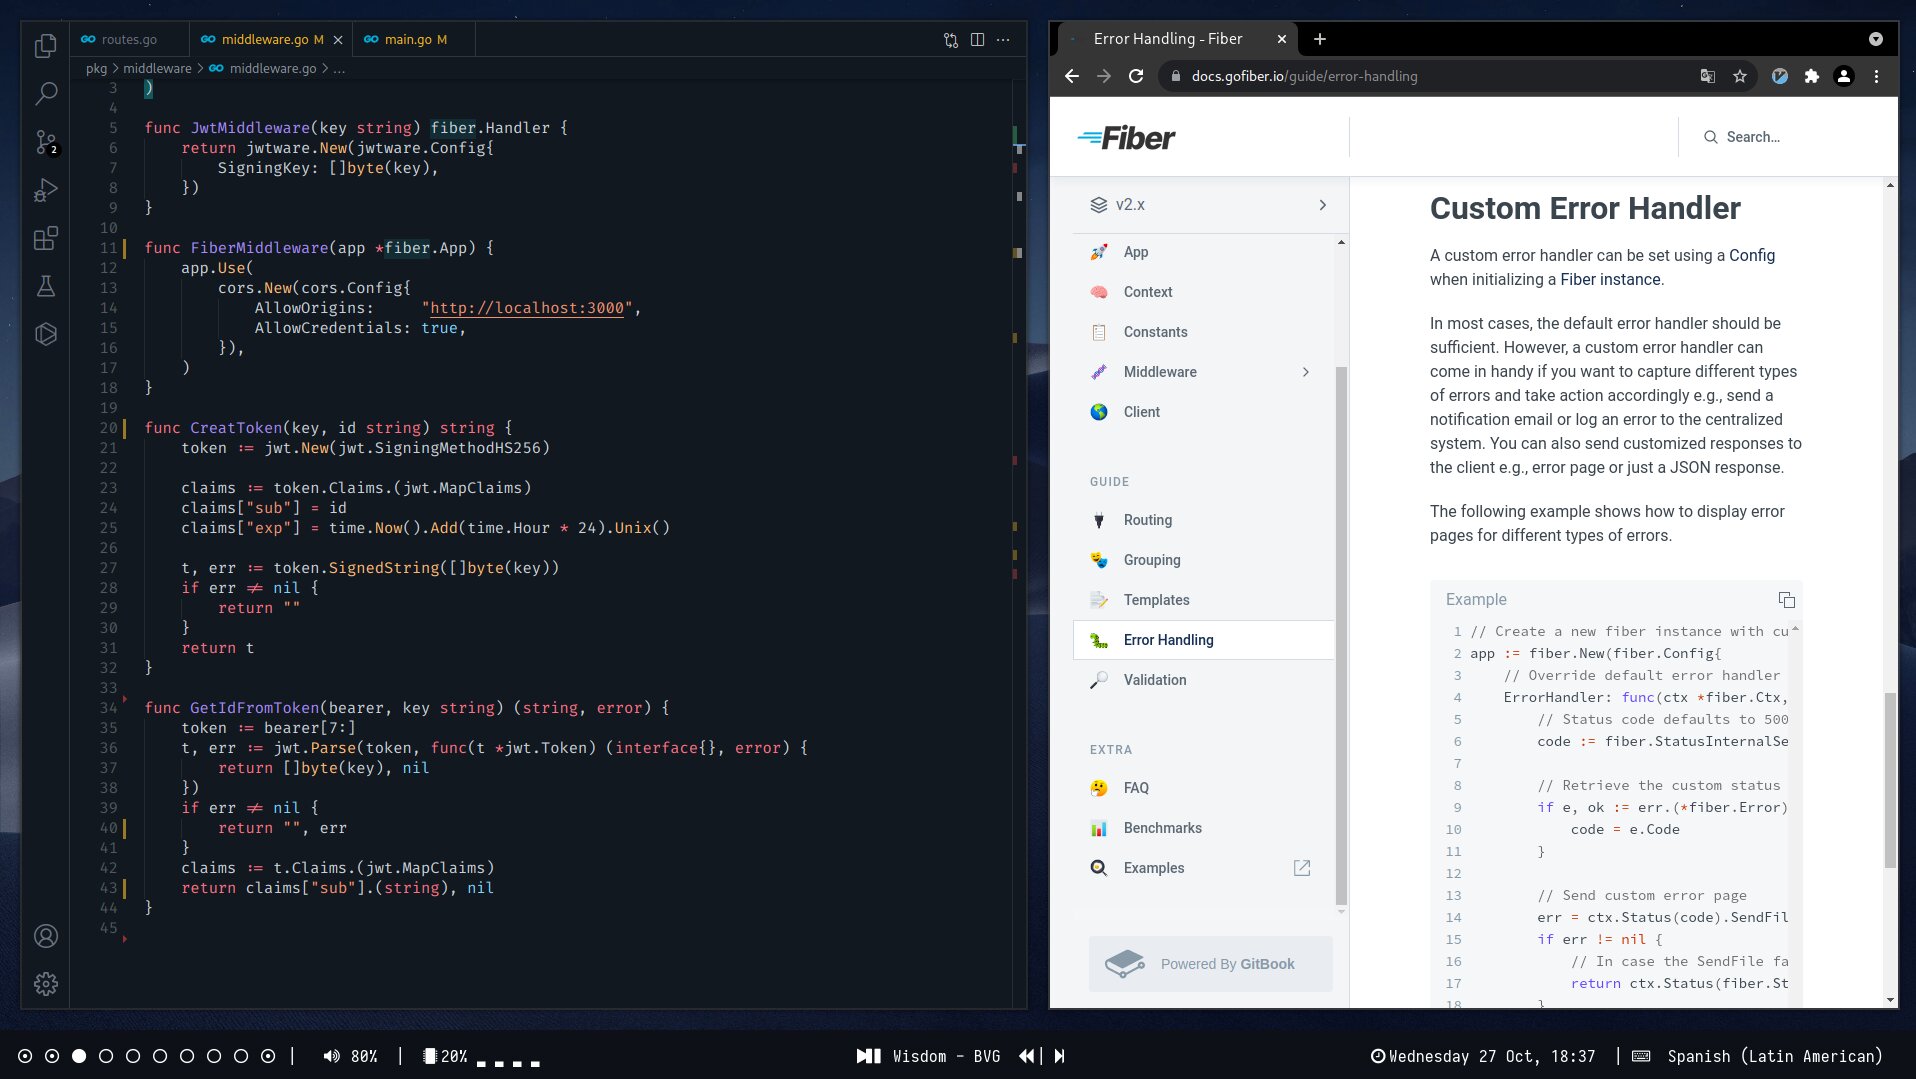 routes.go
middleware.go M
main.go M
pkg > middleware > middleware.go > ...
3 )
4
5 func JwtMiddleware(key string) fiber.Handler {
6 return jwtware.New(jwtware.Config{
7 SigningKey: []byte(key),
8 })
9 }
10
11 func FiberMiddleware(app *fiber.App) {
12 app.Use(
13 cors.New(cors.Config{
14 AllowOrigins: "http://localhost:3000",
15 AllowCredentials: true,
16 }),
17 )
18 }
19
20 func CreatToken(key, id string) string {
21 token := jwt.New(jwt.SigningMethodHS256)
22
23 claims := token.Claims.(jwt.MapClaims)
24 claims["sub"] = id
25 claims["exp"] = time.Now().Add(time.Hour * 24).Unix()
26
27 t, err := token.SignedString([]byte(key))
28 if err != nil {
29 return ""
30 }
31 return t
32 }
33
34 func GetIdFromToken(bearer, key string) (string, error) {
35 token := bearer[7:]
36 t, err := jwt.Parse(token, func(t *jwt.Token) (interface{}, error) {
37 return []byte(key), nil
38 })
39 if err != nil {
40 return "", err
41 }
42 claims := t.Claims.(jwt.MapClaims)
43 return claims["sub"].(string), nil
44 }
45
2
Error Handling - Fiber
docs.gofiber.io/guide/error-handling
Fiber
Search...
v2.x
App
Context
Constants
Middleware
Client
GUIDE
Routing
Grouping
Templates
Error Handling
Validation
EXTRA
FAQ
Benchmarks
Examples
Powered By GitBook
Custom Error Handler
A custom error handler can be set using a Config
when initializing a Fiber instance.
In most cases, the default error handler should be
sufficient. However, a custom error handler can
come in handy if you want to capture different types
of errors and take action accordingly e.g., send a
notification email or log an error to the centralized
system. You can also send customized responses to
the client e.g., error page or just a JSON response.
The following example shows how to display error
pages for different types of errors.
Example
1 // Create a new fiber instance with cu
2 app := fiber.New(fiber.Config{
3 // Override default error handler
4 ErrorHandler: func(ctx *fiber.Ctx,
5 // Status code defaults to 500
6 code := fiber.StatusInternalSe
7
8 // Retrieve the custom status
9 if e, ok := err.(*fiber.Error)
10 code = e.Code
11 }
12
13 // Send custom error page
14 err = ctx.Status(code).SendFil
15 if err != nil {
16 // In case the SendFile fa
17 return ctx.Status(fiber.St
18 }
80%
20%
Wisdom - BVG
Wednesday 27 Oct, 18:37
Spanish (Latin American)